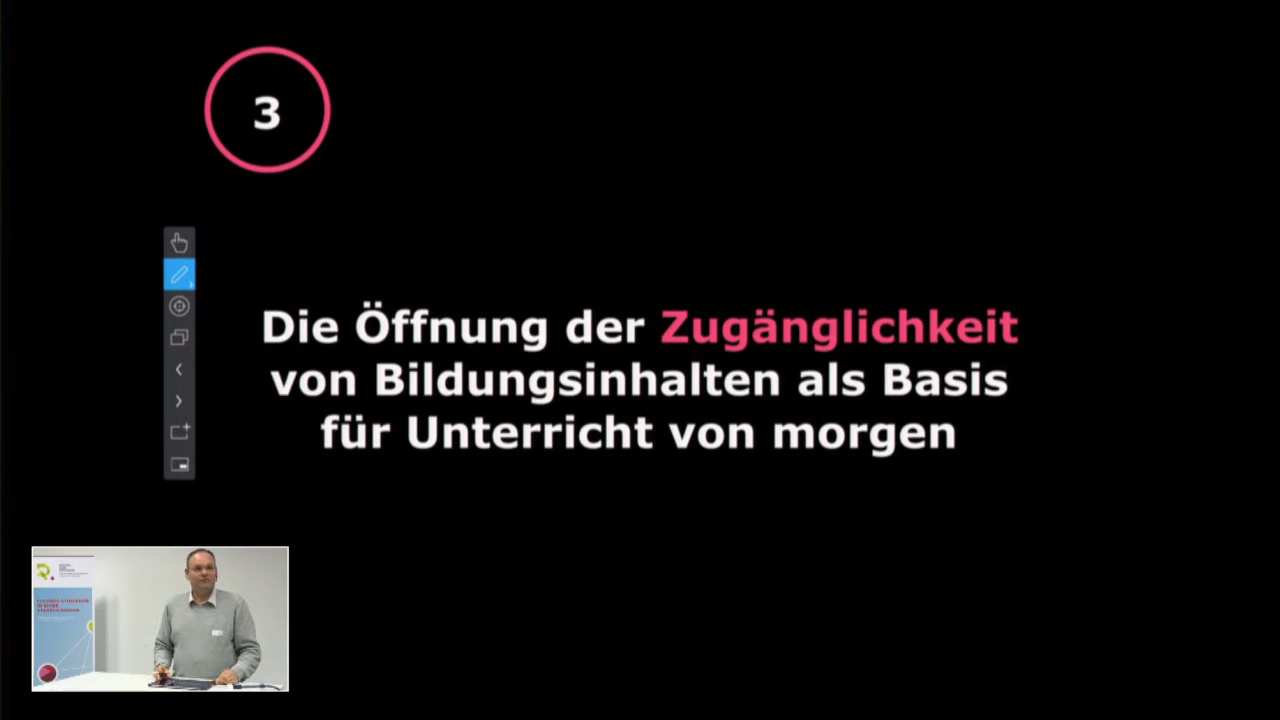 3
Die Öffnung der Zugänglichkeit
von Bildungsinhalten als Basis
für Unterricht von morgen